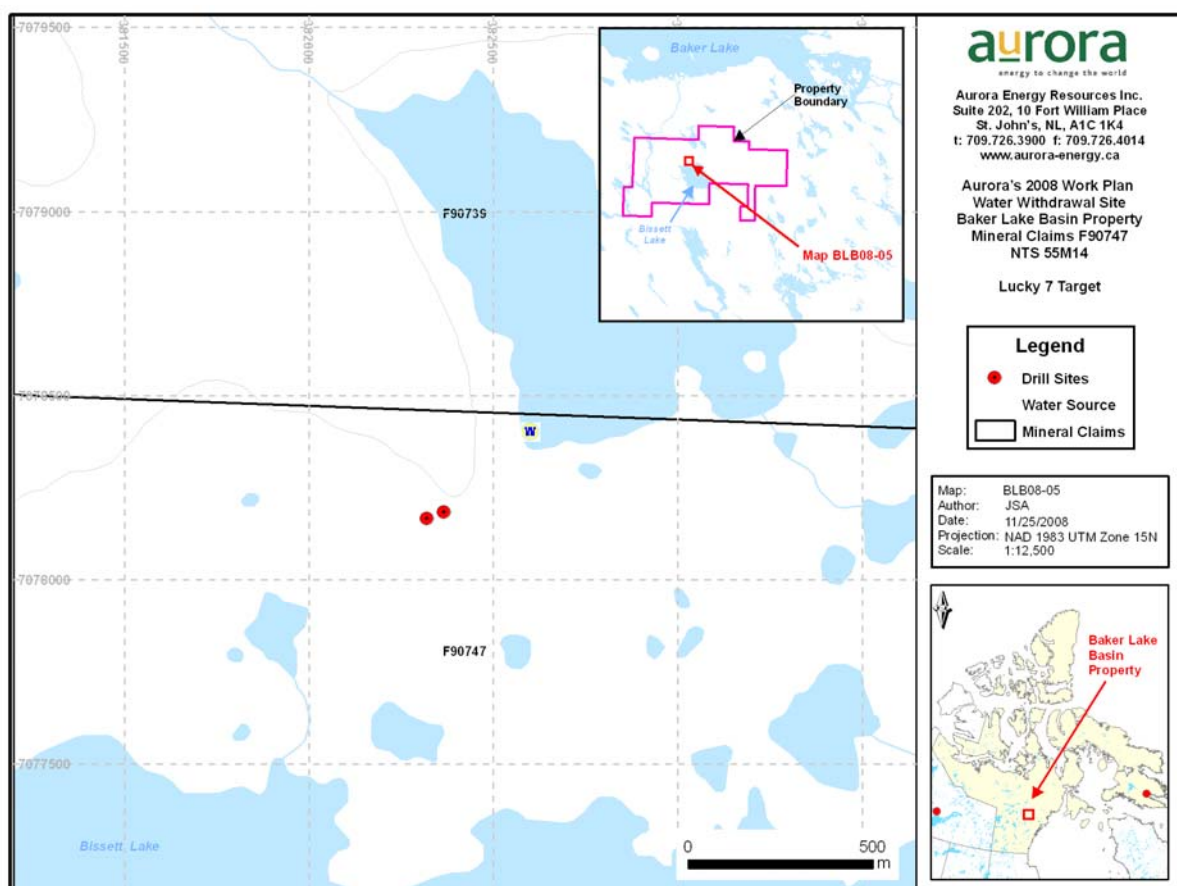 7079500
381500
382000
382500
7079000
7078500
7078000
7077500
F90739
F90747
W
Bissett Lake
0 500
m
Baker Lake
Property
Boundary
Bissett
Lake
Map BLB08-05
aurora
energy to change the world
Aurora Energy Resources Inc.
Suite 202, 10 Fort William Place
St. John's, NL, A1C 1K4
t: 709.726.3900 f: 709.726.4014
www.aurora-energy.ca
Aurora's 2008 Work Plan
Water Withdrawal Site
Baker Lake Basin Property
Mineral Claims F90747
NTS 55M14
Lucky 7 Target
Legend
Drill Sites
Water Source
Mineral Claims
Map: BLB08-05
Author: JSA
Date: 11/25/2008
Projection: NAD 1983 UTM Zone 15N
Scale: 1:12,500
Baker Lake
Basin
Property